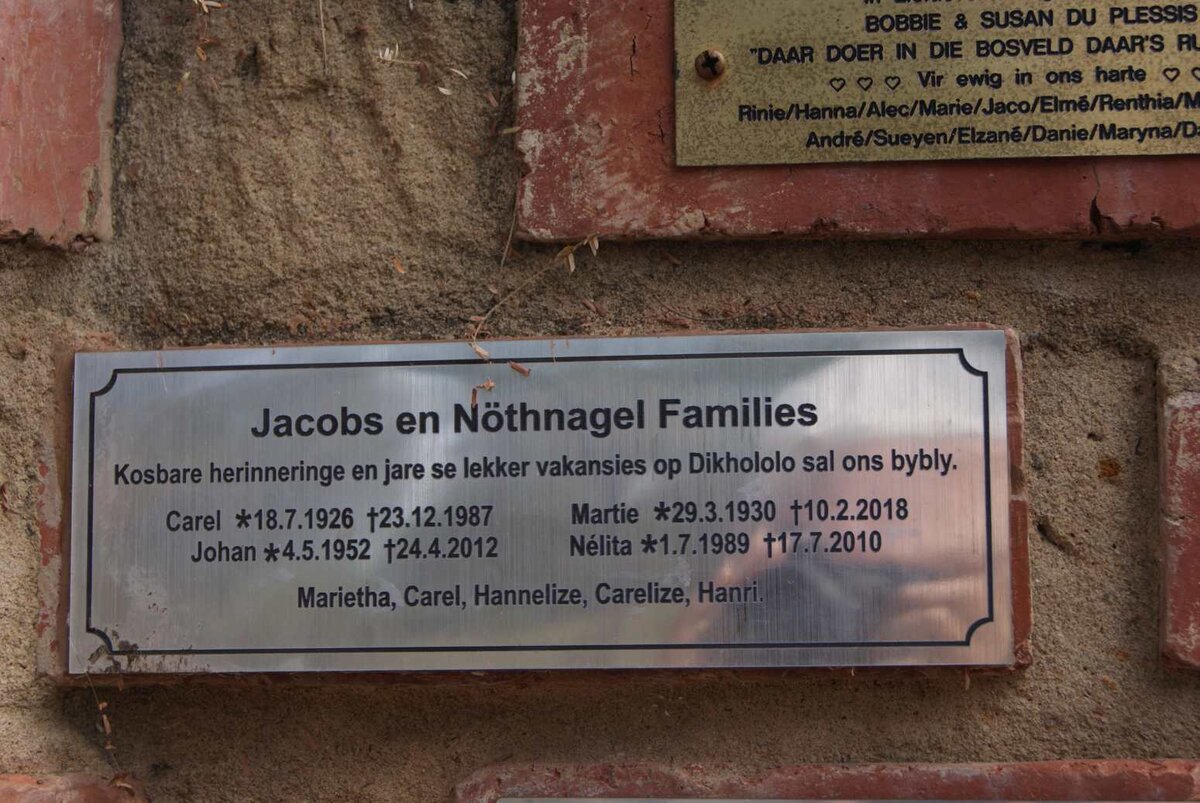 BOBBIE & SUSAN DU PLESSIS
"DAAR DOER IN DIE BOSVELD DAAR'S
♡ ♡ ♡ Vir ewig in ons harte ♡
Rinie/Hanna/Alec/Marie/Jaco/Elmé/Renthia/
André/Sueyen/Elzané/Danie/Maryna/
Jacobs en Nöthnagel Families
Kosbare herinneringe en jare se lekker vakansies op Dikhololo sal ons bybly.
Carel *18.7.1926 †23.12.1987 Martie *29.3.1930 †10.2.2018
Johan *4.5.1952 †24.4.2012 Nélita *1.7.1989 †17.7.2010
Marietha, Carel, Hannelize, Carelize, Hanri.